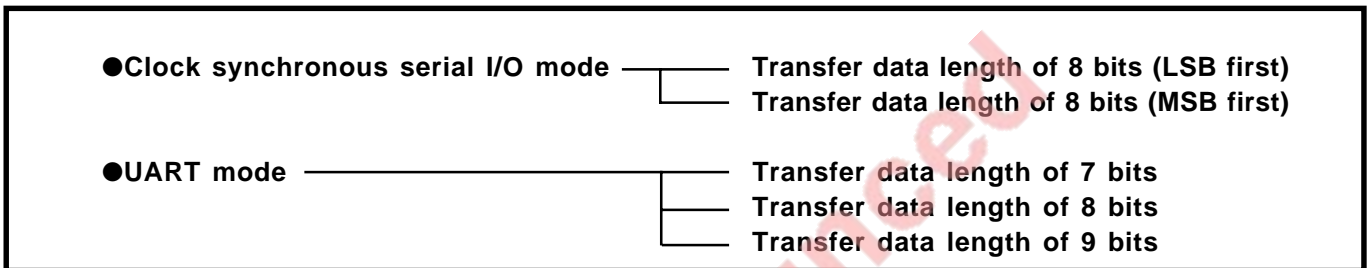 ●Clock synchronous serial I/O mode Transfer data length of 8 bits (LSB first)
Transfer data length of 8 bits (MSB first)
●UART mode Transfer data length of 7 bits
Transfer data length of 8 bits
Transfer data length of 9 bits